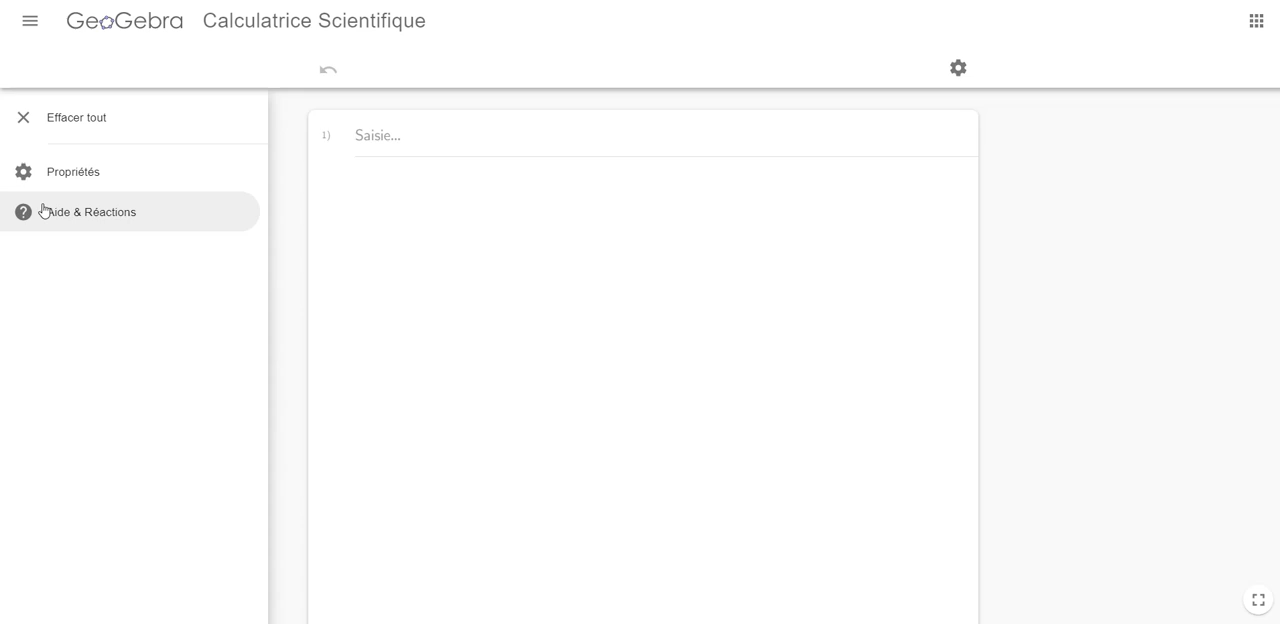 GeoGebra Calculatrice Scientifique
Effacer tout
Propriétés
Aide & Réactions
1) Saisie...